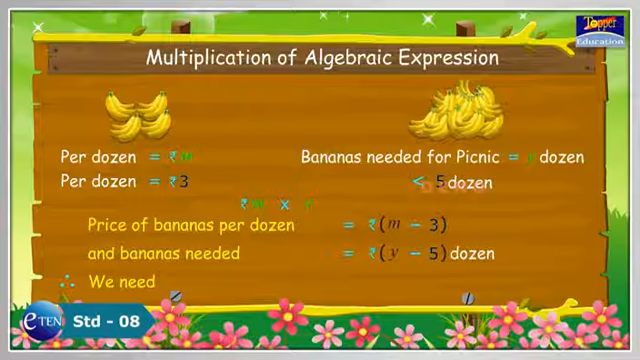 Topper
Education
Multiplication of Algebraic Expression
Per dozen = ₹m
Bananas needed for Picnic = y dozen
Per dozen = ₹3
< 5 dozen
₹m x
Price of bananas per dozen = ₹(m − 3)
and bananas needed = ₹(y − 5) dozen
∴ We need
eTEN
Std - 08